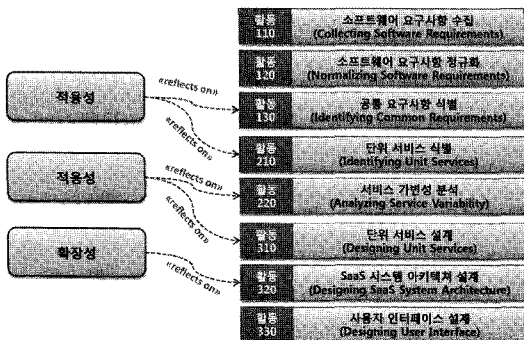 활동
110
소프트웨어 요구사항 수집
(Collecting Software Requirements)
활동
120
소프트웨어 요구사항 정규화
(Normalizing Software Requirements)
적용성
«reflects on»
«reflects on»
활동
130
공통 요구사항 식별
(Identifying Common Requirements)
활동
210
단위 서비스 식별
(Identifying Unit Services)
적용성
«reflects on»
«reflects on»
활동
220
서비스 가변성 분석
(Analyzing Service Variability)
활동
310
단위 서비스 설계
(Designing Unit Services)
확장성
«reflects on»
활동
320
SaaS 시스템 아키텍처 설계
(Designing SaaS System Architecture)
활동
330
사용자 인터페이스 설계
(Designing User Interface)